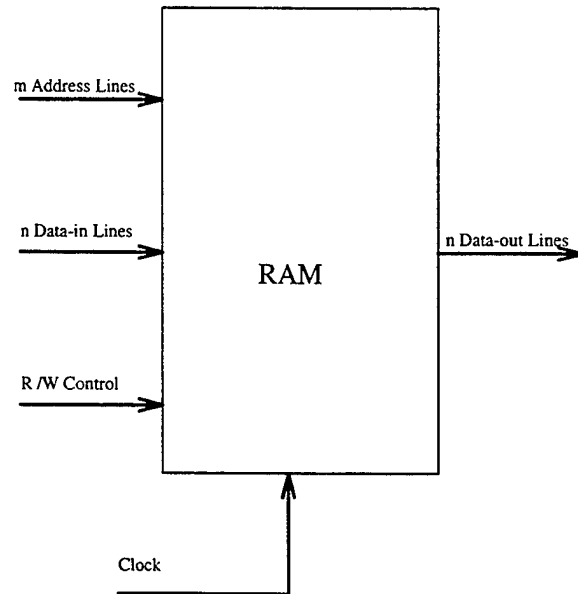 m Address Lines
n Data-in Lines
n Data-out Lines
RAM
R /W Control
Clock